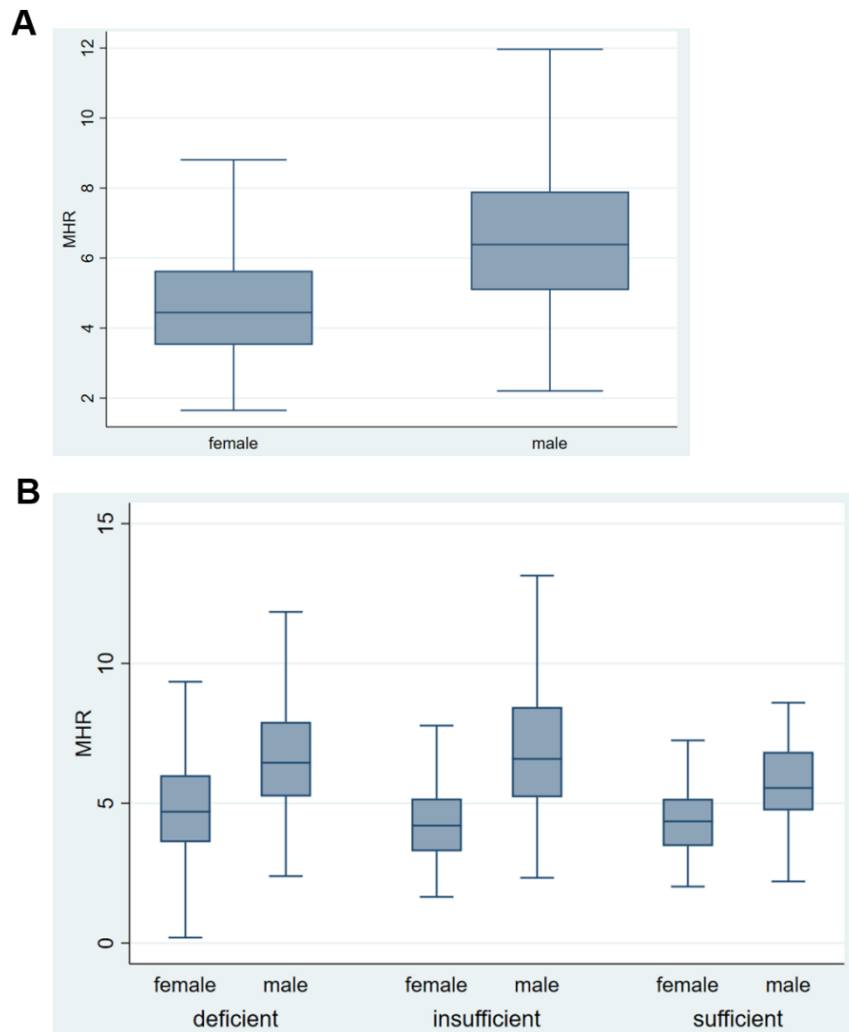 A
12
10
8
6
4
2
MHR
female male
B
15
10
5
0
MHR
female male female male female male
deficient insufficient sufficient